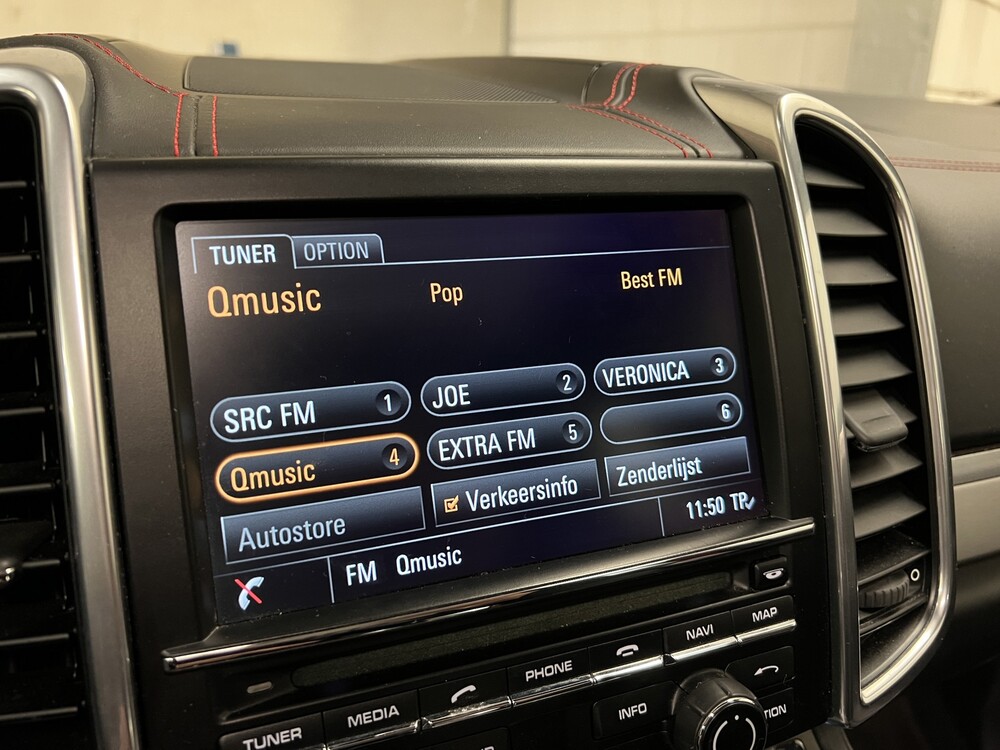 TUNER OPTION
Qmusic Pop Best FM
SRC FM 1 JOE 2 VERONICA 3
Qmusic 4 EXTRA FM 5 6
Autostore Verkeersinfo Zenderlijst
FM Qmusic 11:50 TP
TUNER MEDIA PHONE NAVI MAP
INFO